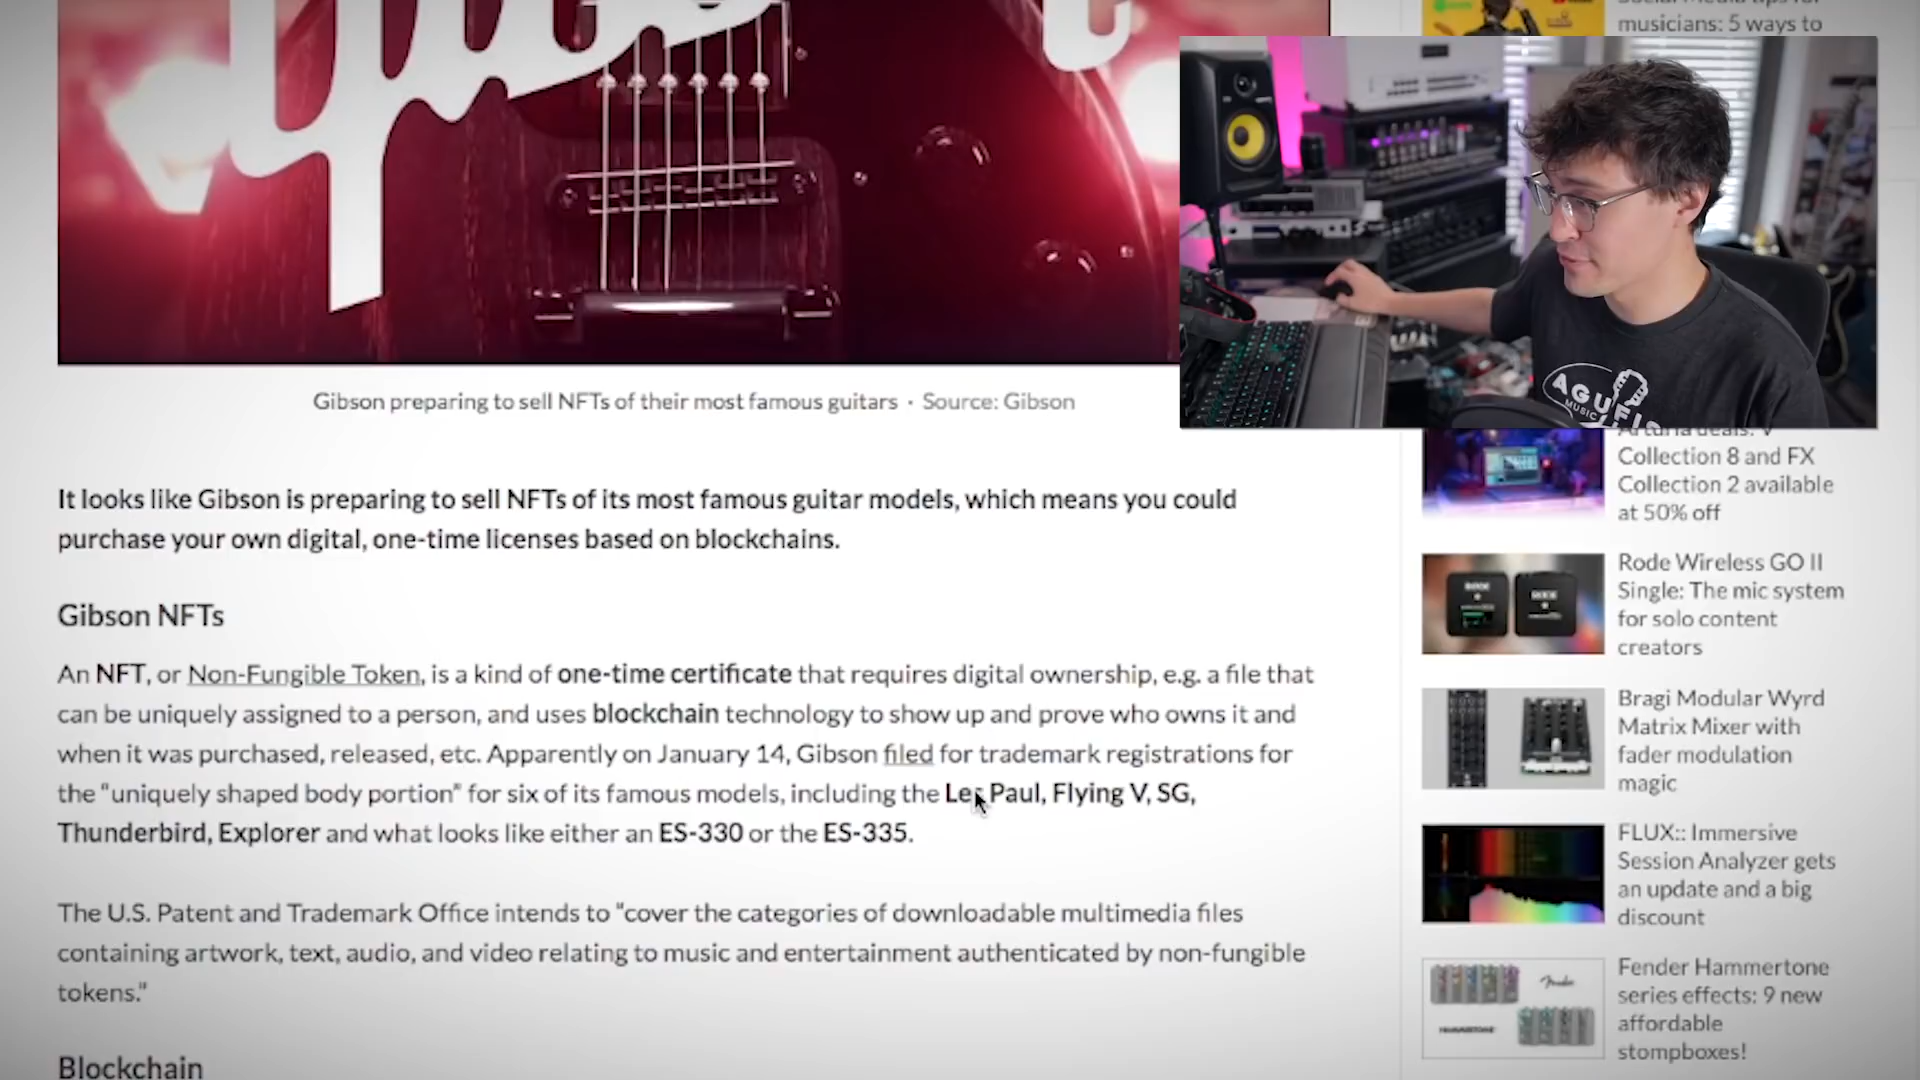 Gibson
Gibson preparing to sell NFTs of their most famous guitars · Source: Gibson
It looks like Gibson is preparing to sell NFTs of its most famous guitar models, which means you could
purchase your own digital, one-time licenses based on blockchains.
Gibson NFTs
An NFT, or Non-Fungible Token, is a kind of one-time certificate that requires digital ownership, e.g. a file that
can be uniquely assigned to a person, and uses blockchain technology to show up and prove who owns it and
when it was purchased, released, etc. Apparently on January 14, Gibson filed for trademark registrations for
the “uniquely shaped body portion” for six of its famous models, including the Les Paul, Flying V, SG,
Thunderbird, Explorer and what looks like either an ES-330 or the ES-335.
The U.S. Patent and Trademark Office intends to “cover the categories of downloadable multimedia files
containing artwork, text, audio, and video relating to music and entertainment authenticated by non-fungible
tokens.”
Blockchain
Social Media tips for
musicians: 5 ways to
AGUFISH
MUSIC
Arturia deals: V
Collection 8 and FX
Collection 2 available
at 50% off
Rode Wireless GO II
Single: The mic system
for solo content
creators
Bragi Modular Wyrd
Matrix Mixer with
fader modulation
magic
FLUX:: Immersive
Session Analyzer gets
an update and a big
discount
Fender
HAMMERTONE
Fender Hammertone
series effects: 9 new
affordable
stompboxes!